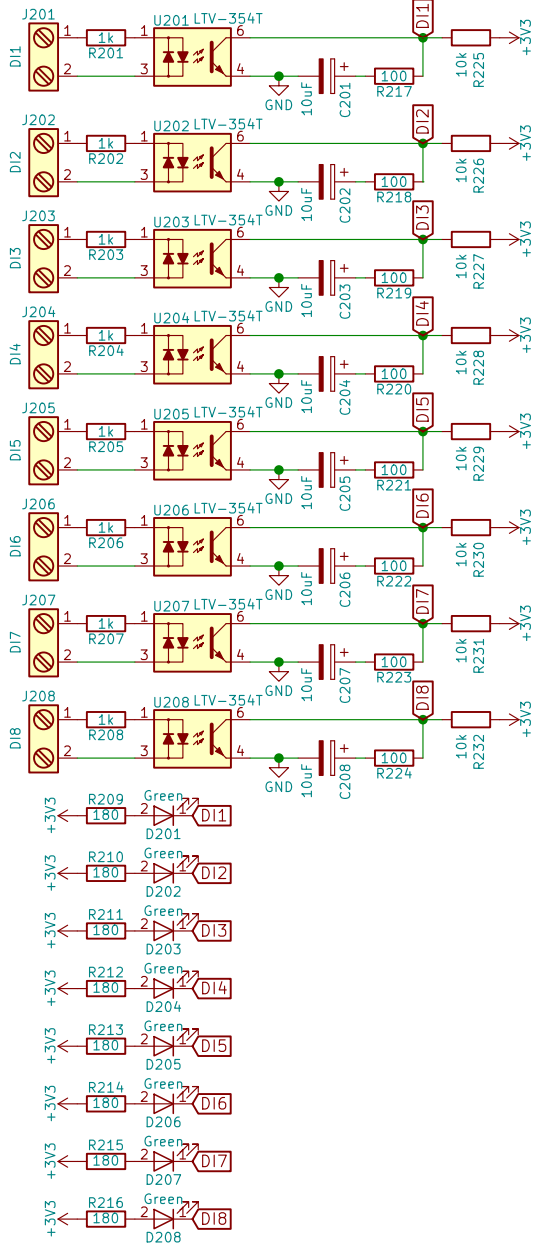 J201
DI1
1
2
1k
R201
U201 LTV-354T
1
3
6
4
GND
10uF
C201
+
100
R217
DI1
10k
R225
+3V3
J202
DI2
1
2
1k
R202
U202 LTV-354T
1
3
6
4
GND
10uF
C202
+
100
R218
DI2
10k
R226
+3V3
J203
DI3
1
2
1k
R203
U203 LTV-354T
1
3
6
4
GND
10uF
C203
+
100
R219
DI3
10k
R227
+3V3
J204
DI4
1
2
1k
R204
U204 LTV-354T
1
3
6
4
GND
10uF
C204
+
100
R220
DI4
10k
R228
+3V3
J205
DI5
1
2
1k
R205
U205 LTV-354T
1
3
6
4
GND
10uF
C205
+
100
R221
DI5
10k
R229
+3V3
J206
DI6
1
2
1k
R206
U206 LTV-354T
1
3
6
4
GND
10uF
C206
+
100
R222
DI6
10k
R230
+3V3
J207
DI7
1
2
1k
R207
U207 LTV-354T
1
3
6
4
GND
10uF
C207
+
100
R223
DI7
10k
R231
+3V3
J208
DI8
1
2
1k
R208
U208 LTV-354T
1
3
6
4
GND
10uF
C208
+
100
R224
DI8
10k
R232
+3V3
+3V3
R209
180
2
Green
1
D201
DI1
+3V3
R210
180
2
Green
1
D202
DI2
+3V3
R211
180
2
Green
1
D203
DI3
+3V3
R212
180
2
Green
1
D204
DI4
+3V3
R213
180
2
Green
1
D205
DI5
+3V3
R214
180
2
Green
1
D206
DI6
+3V3
R215
180
2
Green
1
D207
DI7
+3V3
R216
180
2
Green
1
D208
DI8